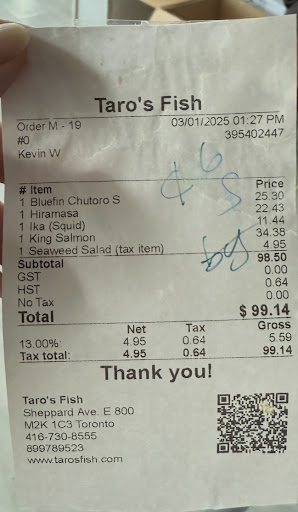 Taro's Fish
Order M - 19 03/01/2025 01:27 PM
#0 395402447
Kevin W
# Item Price
1 Bluefin Chutoro S 25.30
1 Hiramasa 22.43
1 Ika (Squid) 11.44
1 King Salmon 34.38
1 Seaweed Salad (tax item) 4.95
Subtotal 98.50
GST 0.00
HST 0.64
No Tax 0.00
Total $ 99.14
Net Tax Gross
13.00%: 4.95 0.64 5.59
Tax total: 4.95 0.64 99.14
Thank you!
Taro's Fish
Sheppard Ave. E 800
M2K 1C3 Toronto
416-730-8555
899789523
www.tarosfish.com